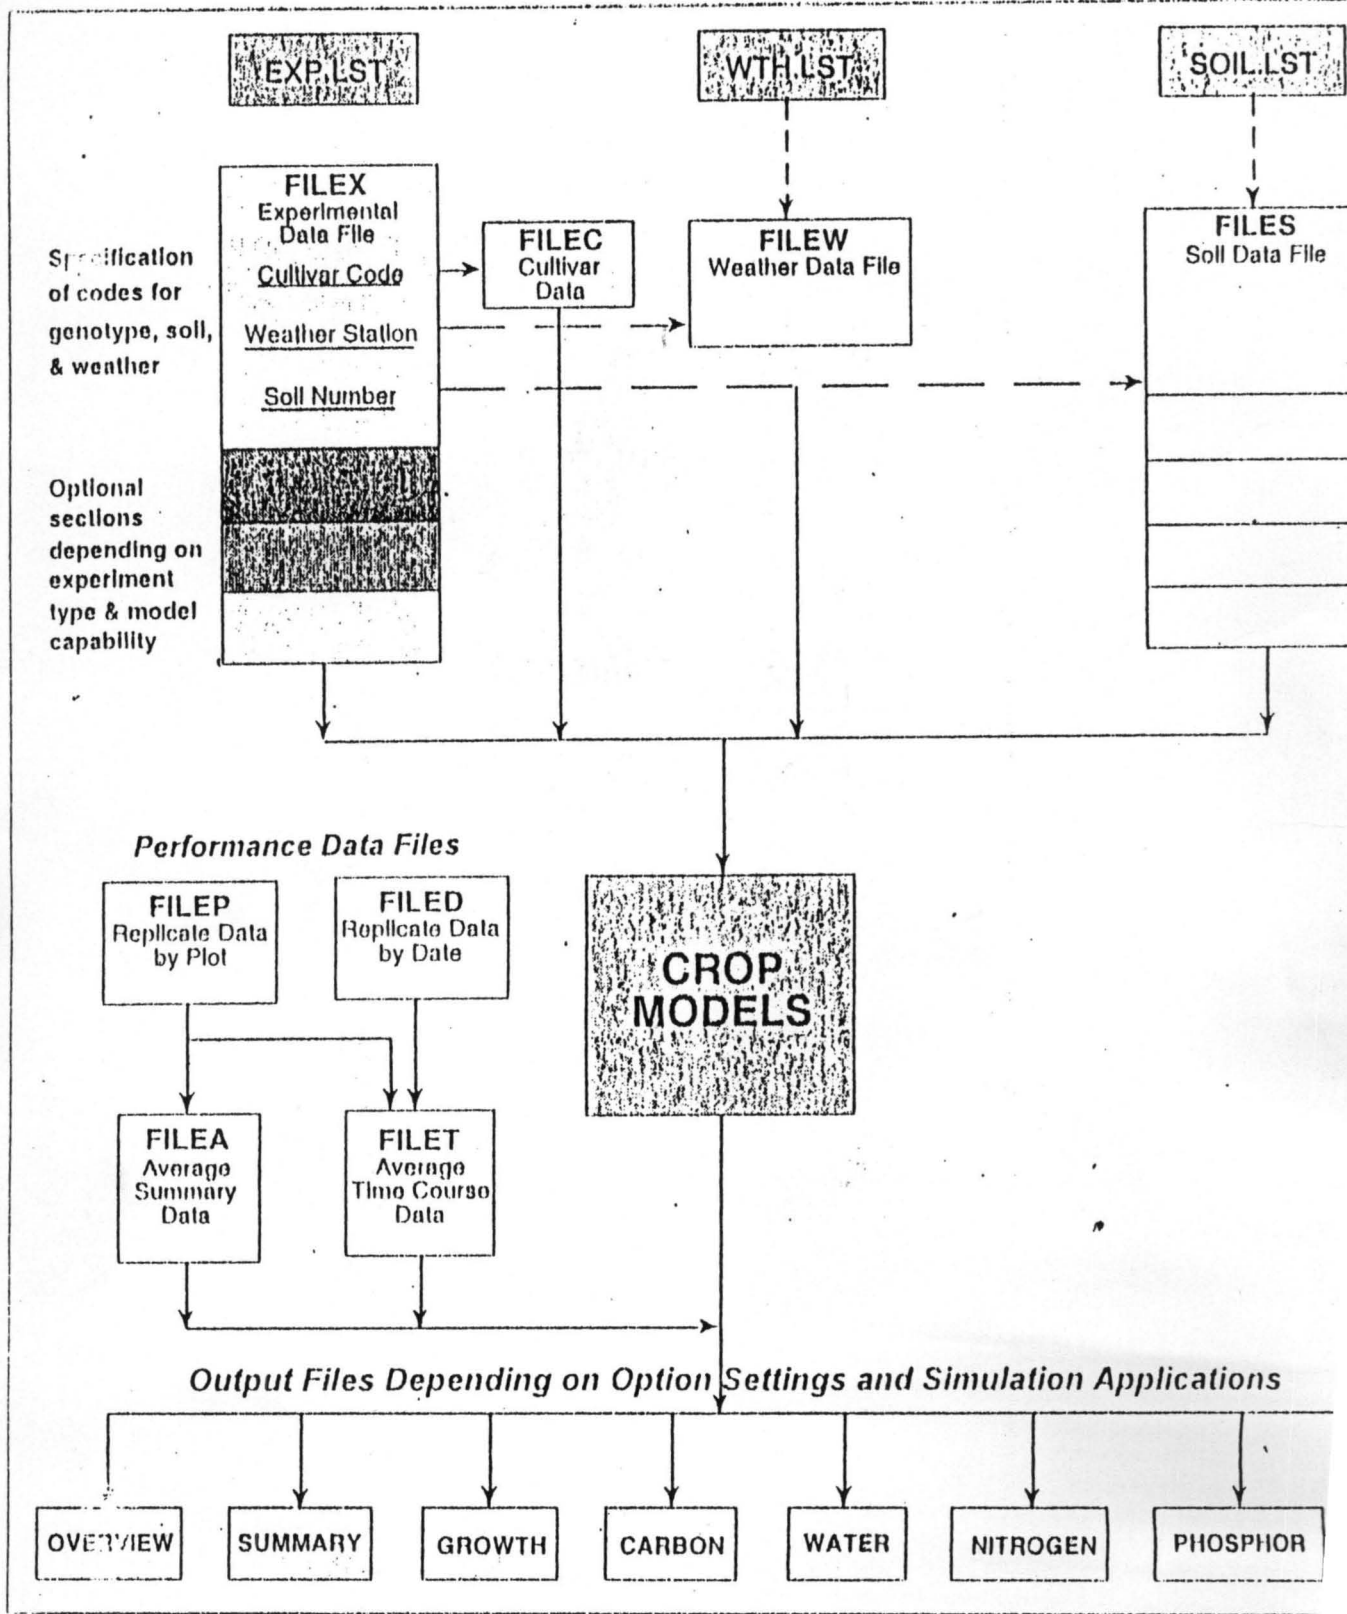 EXP.LST
WTH.LST
SOIL.LST
FILEX
Experimental
Data File
Cultivar Code
Weather Station
Soil Number
FILEC
Cultivar
Data
FILEW
Weather Data File
FILES
Soil Data File
Specification
of codes for
genotype, soil,
& weather
Optional
sections
depending on
experiment
type & model
capability
Performance Data Files
FILEP
Replicate Data
by Plot
FILED
Replicate Data
by Date
CROP
MODELS
FILEA
Average
Summary
Data
FILET
Average
Time Course
Data
Output Files Depending on Option Settings and Simulation Applications
OVERVIEW
SUMMARY
GROWTH
CARBON
WATER
NITROGEN
PHOSPHOR